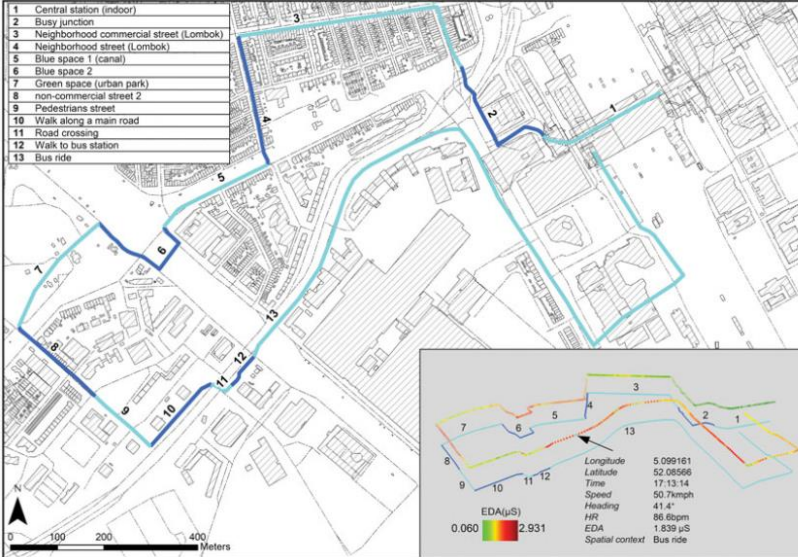 1 Central station (indoor)
2 Busy junction
3 Neighborhood commercial street (Lombok)
4 Neighborhood street (Lombok)
5 Blue space 1 (canal)
6 Blue space 2
7 Green space (urban park)
8 non-commercial street 2
9 Pedestrians street
10 Walk along a main road
11 Road crossing
12 Walk to bus station
13 Bus ride
3
1
2
4
5
6
7
13
8
12
11
9
10
N
0 100 200 400
Meters
3
4
1
2
5
6
7
13
8
9
10
11
12
Longitude 5.099161
Latitude 52.08566
Time 17:13:14
Speed 50.7kmph
Heading 41.4°
HR 86.6bpm
EDA 1.839 µS
Spatial context Bus ride
EDA(µS)
0.060 2.931